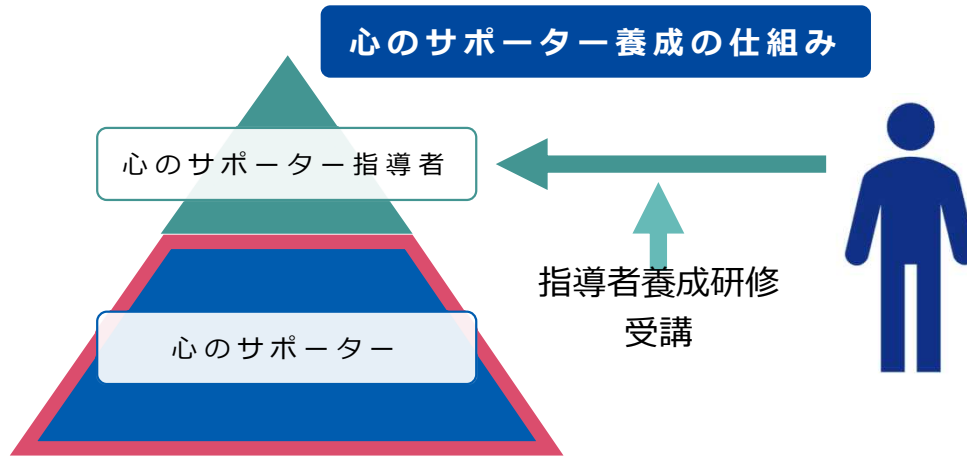 心のサポーター養成の仕組み
心のサポーター指導者
指導者養成研修
受講
心のサポーター